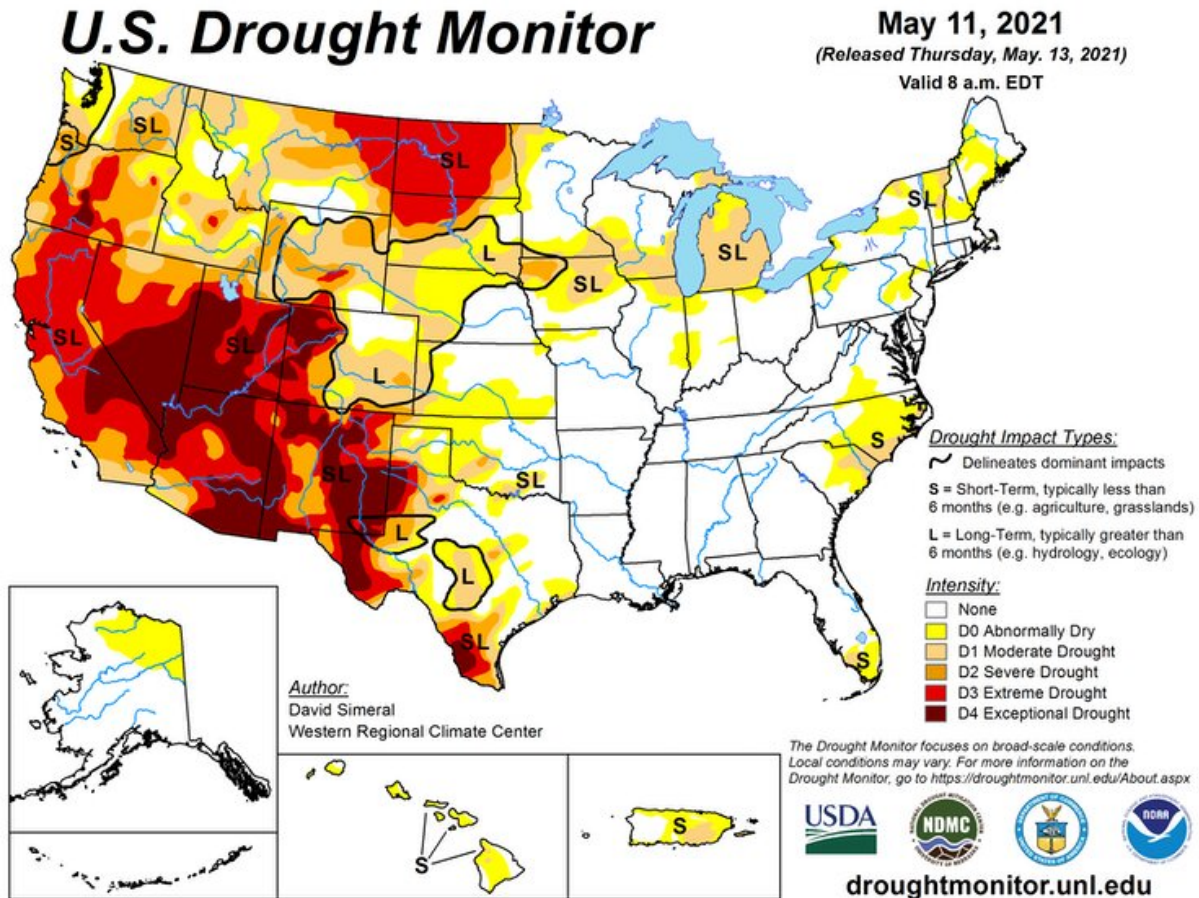 U.S. Drought Monitor
May 11, 2021
(Released Thursday, May. 13, 2021)
Valid 8 a.m. EDT
SL
S
SL
SL
L
SL
SL
SL
SL
SL
L
SL
SL
L
L
SL
S
S
Drought Impact Types:
Delineates dominant impacts
S = Short-Term, typically less than
6 months (e.g. agriculture, grasslands)
L = Long-Term, typically greater than
6 months (e.g. hydrology, ecology)
Intensity:
None
D0 Abnormally Dry
D1 Moderate Drought
D2 Severe Drought
D3 Extreme Drought
D4 Exceptional Drought
Author:
David Simeral
Western Regional Climate Center
S
S
The Drought Monitor focuses on broad-scale conditions.
Local conditions may vary. For more information on the
Drought Monitor, go to https://droughtmonitor.unl.edu/About.aspx
USDA
NDMC
NOAA
droughtmonitor.unl.edu